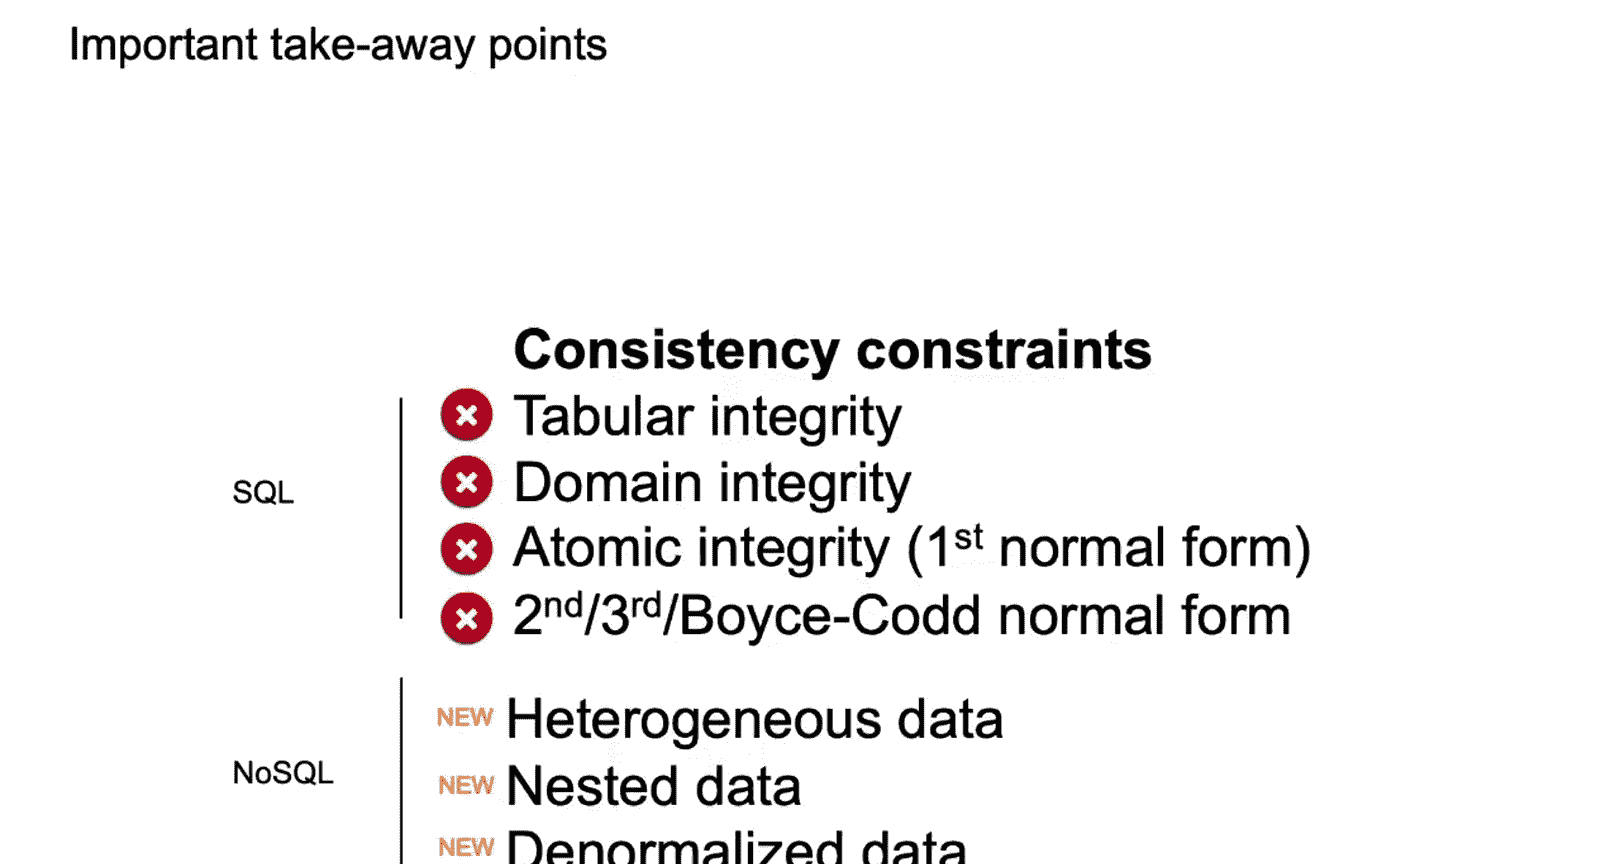 Important take-away points
Consistency constraints
SQL
Tabular integrity
Domain integrity
Atomic integrity (1st normal form)
2nd/3rd/Boyce-Codd normal form
NoSQL
NEW Heterogeneous data
NEW Nested data
NEW Denormalized data